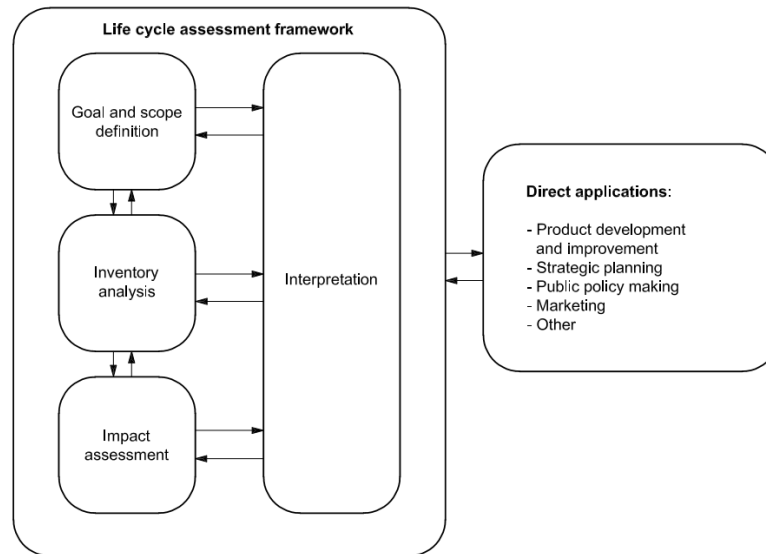 Life cycle assessment framework
Goal and scope
definition
Inventory
analysis
Impact
assessment
Interpretation
Direct applications:
- Product development
and improvement
- Strategic planning
- Public policy making
- Marketing
- Other